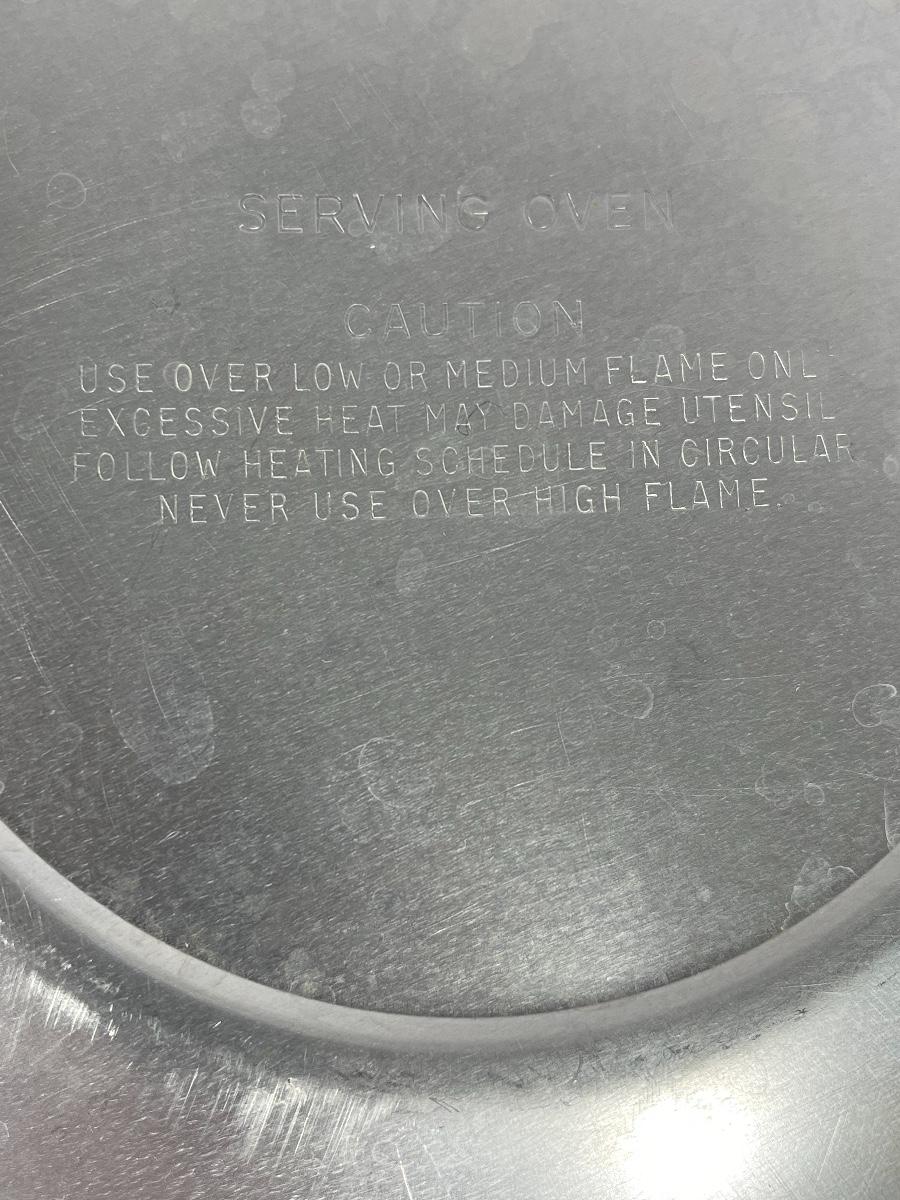 SERVING OVEN
CAUTION
USE OVER LOW OR MEDIUM FLAME ONL
EXCESSIVE HEAT MAY DAMAGE UTENSIL
FOLLOW HEATING SCHEDULE IN CIRCULAR
NEVER USE OVER HIGH FLAME.